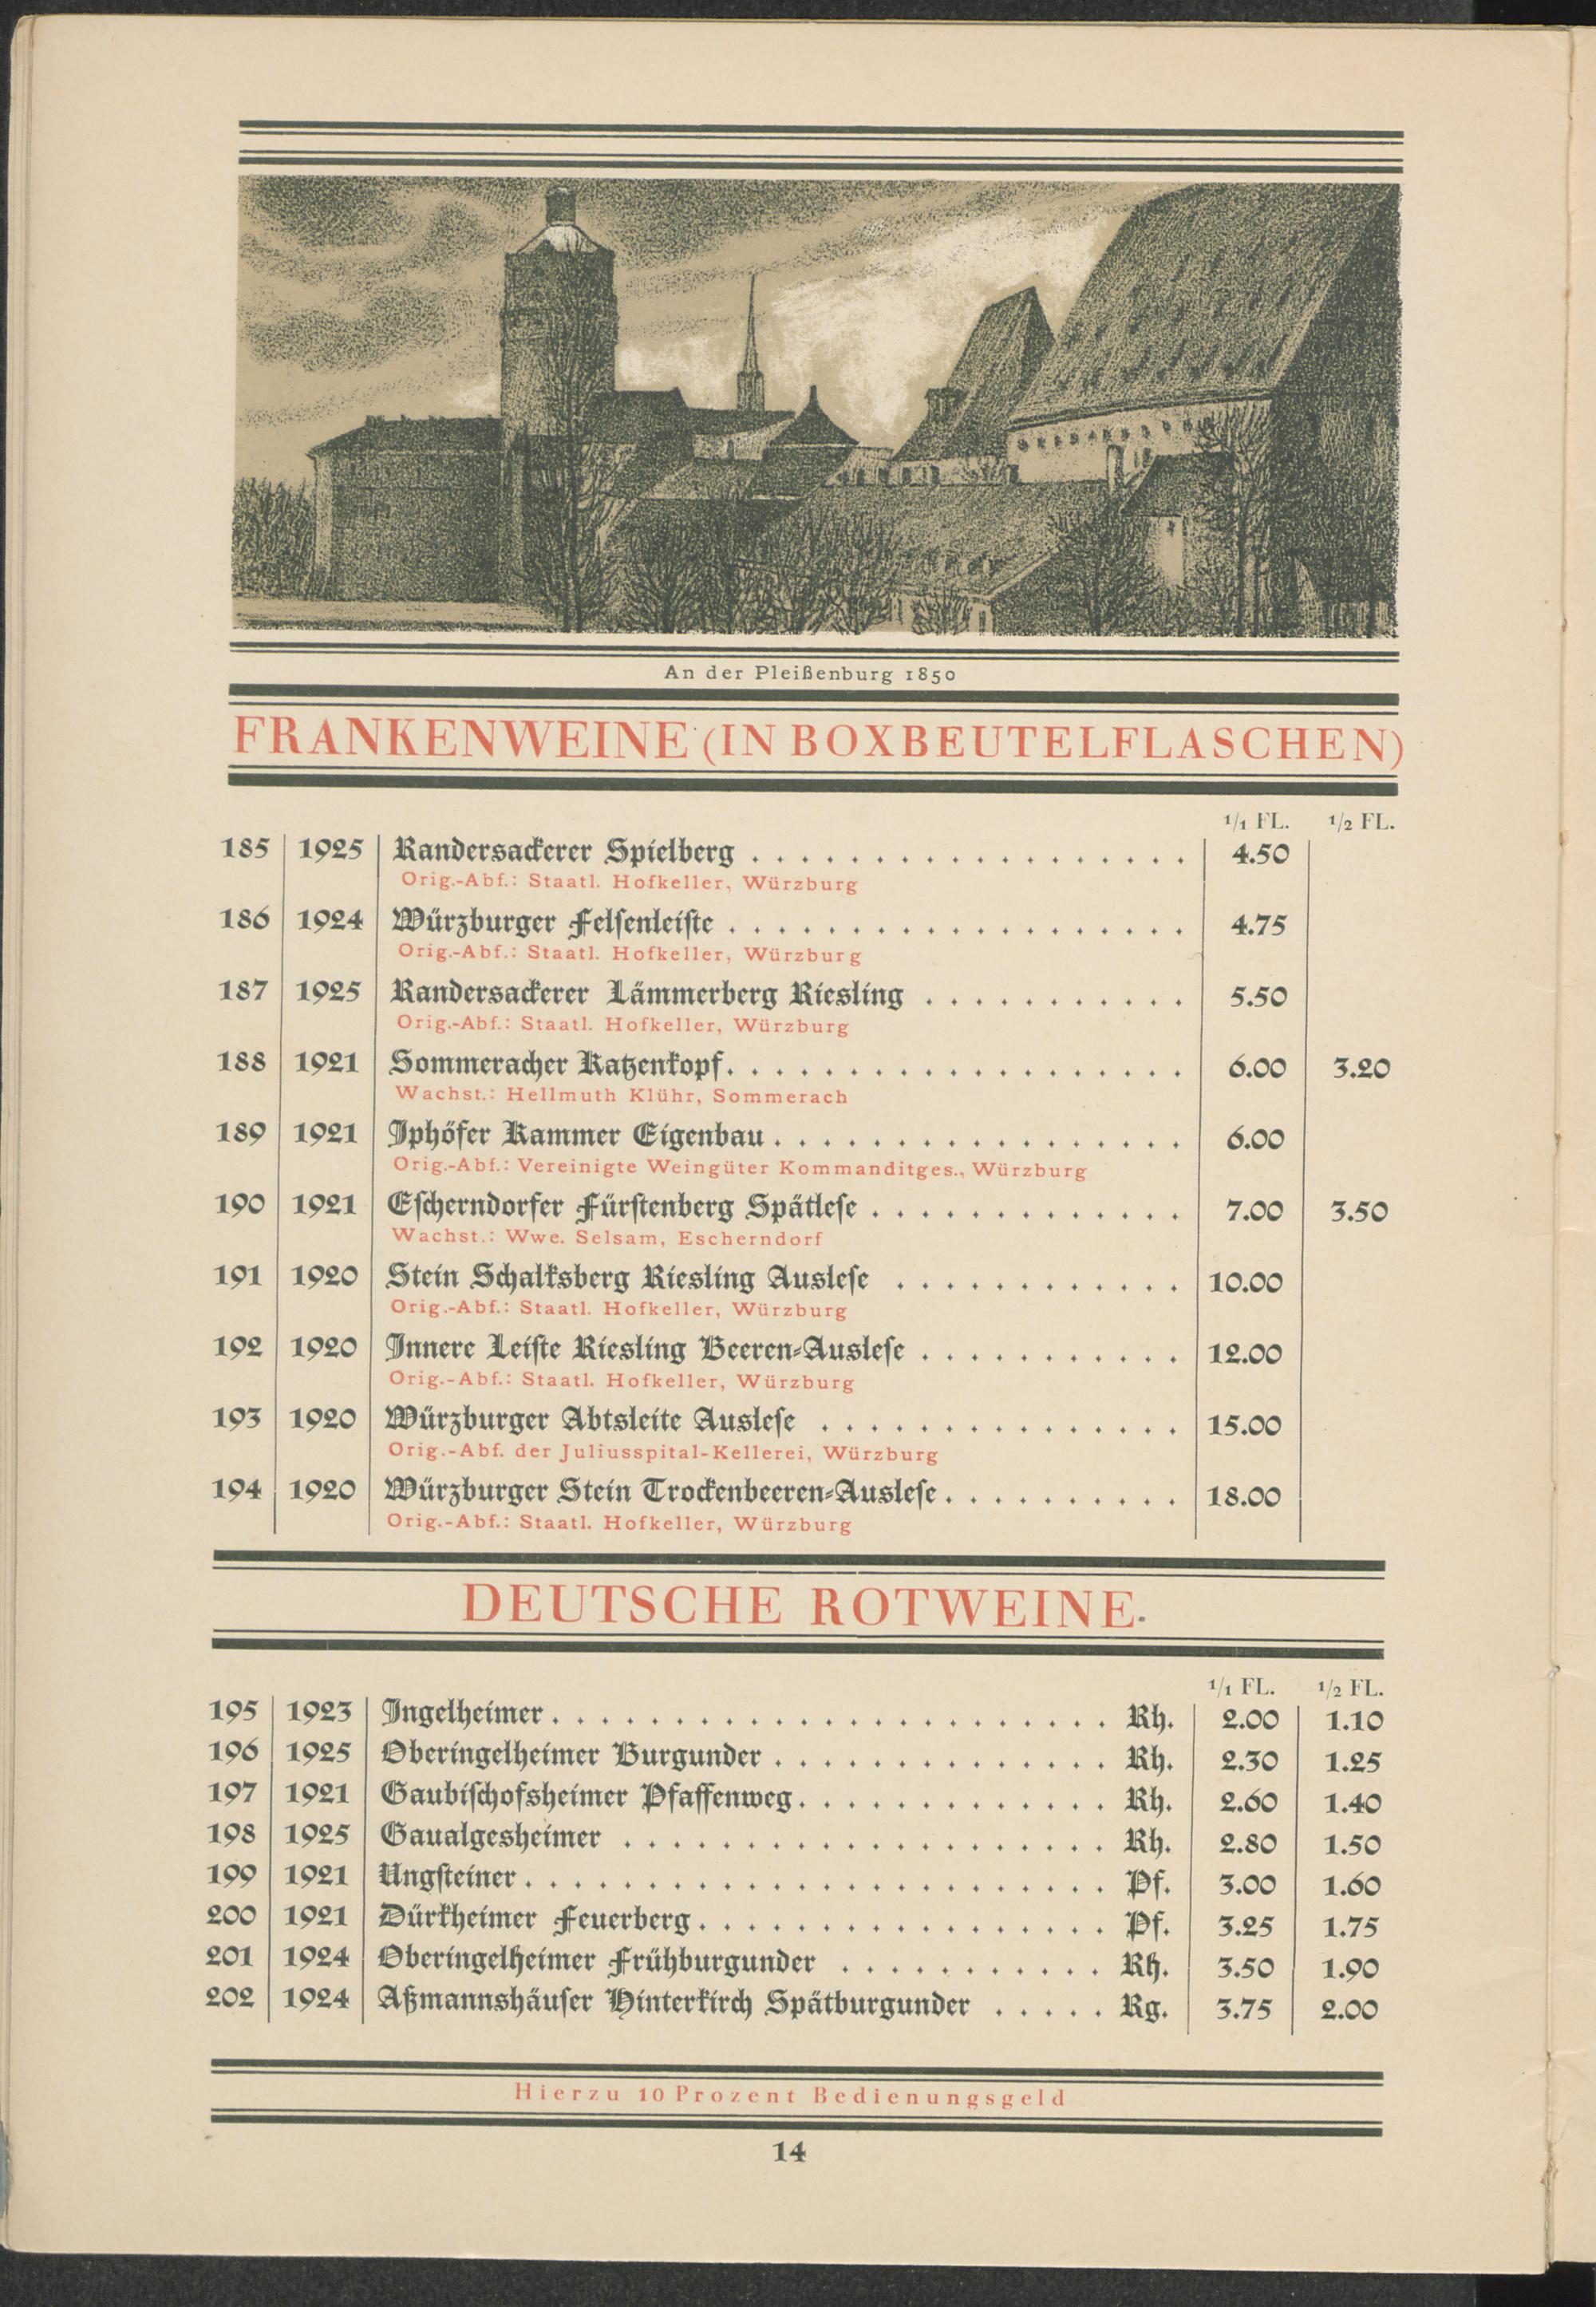 An der Pleißenburg 1850
FRANKENWEINE (IN BOXBEUTELFLASCHEN)
1/1 FL. 1/2 FL.
185 1925 Randersackerer Spielberg . . . . . . . . . . . . . . . . . . 4.50
Orig.-Abf.: Staatl. Hofkeller, Würzburg
186 1924 Würzburger Felsenleiste . . . . . . . . . . . . . . . . . . . 4.75
Orig.-Abf.: Staatl. Hofkeller, Würzburg
187 1925 Randersackerer Lämmerberg Riesling . . . . . . . . . . . 5.50
Orig.-Abf.: Staatl. Hofkeller, Würzburg
188 1921 Sommeracher Katzenkopf. . . . . . . . . . . . . . . . . . . 6.00 3.20
Wachst.: Hellmuth Klühr, Sommerach
189 1921 Iphöfer Kammer Eigenbau . . . . . . . . . . . . . . . . . 6.00
Orig.-Abf.: Vereinigte Weingüter Kommanditges., Würzburg
190 1921 Escherndorfer Fürstenberg Spätlese . . . . . . . . . . . . . 7.00 3.50
Wachst.: Wwe. Selsam, Escherndorf
191 1920 Stein Schalksberg Riesling Auslese . . . . . . . . . . . . 10.00
Orig.-Abf.: Staatl. Hofkeller, Würzburg
192 1920 Innere Leiste Riesling Beeren-Auslese . . . . . . . . . . . 12.00
Orig.-Abf.: Staatl. Hofkeller, Würzburg
193 1920 Würzburger Abtsleite Auslese . . . . . . . . . . . . . . . 15.00
Orig.-Abf. der Juliusspital-Kellerei, Würzburg
194 1920 Würzburger Stein Trockenbeeren-Auslese . . . . . . . . . . 18.00
Orig.-Abf.: Staatl. Hofkeller, Würzburg
DEUTSCHE ROTWEINE.
1/1 FL. 1/2 FL.
195 1923 Ingelheimer . . . . . . . . . . . . . . . . . . . . . . . Rh. 2.00 1.10
196 1925 Oberingelheimer Burgunder . . . . . . . . . . . . . . Rh. 2.30 1.25
197 1921 Gaubischofsheimer Pfaffenweg. . . . . . . . . . . . . Rh. 2.60 1.40
198 1925 Gaualgesheimer . . . . . . . . . . . . . . . . . . . . Rh. 2.80 1.50
199 1921 Ungsteiner . . . . . . . . . . . . . . . . . . . . . . . . Pf. 3.00 1.60
200 1921 Dürkheimer Feuerberg . . . . . . . . . . . . . . . . . Pf. 3.25 1.75
201 1924 Oberingelheimer Frühburgunder . . . . . . . . . . . Rh. 3.50 1.90
202 1924 Aßmannshäuser Hinterkirch Spätburgunder . . . . . Rg. 3.75 2.00
Hierzu 10 Prozent Bedienungsgeld
14